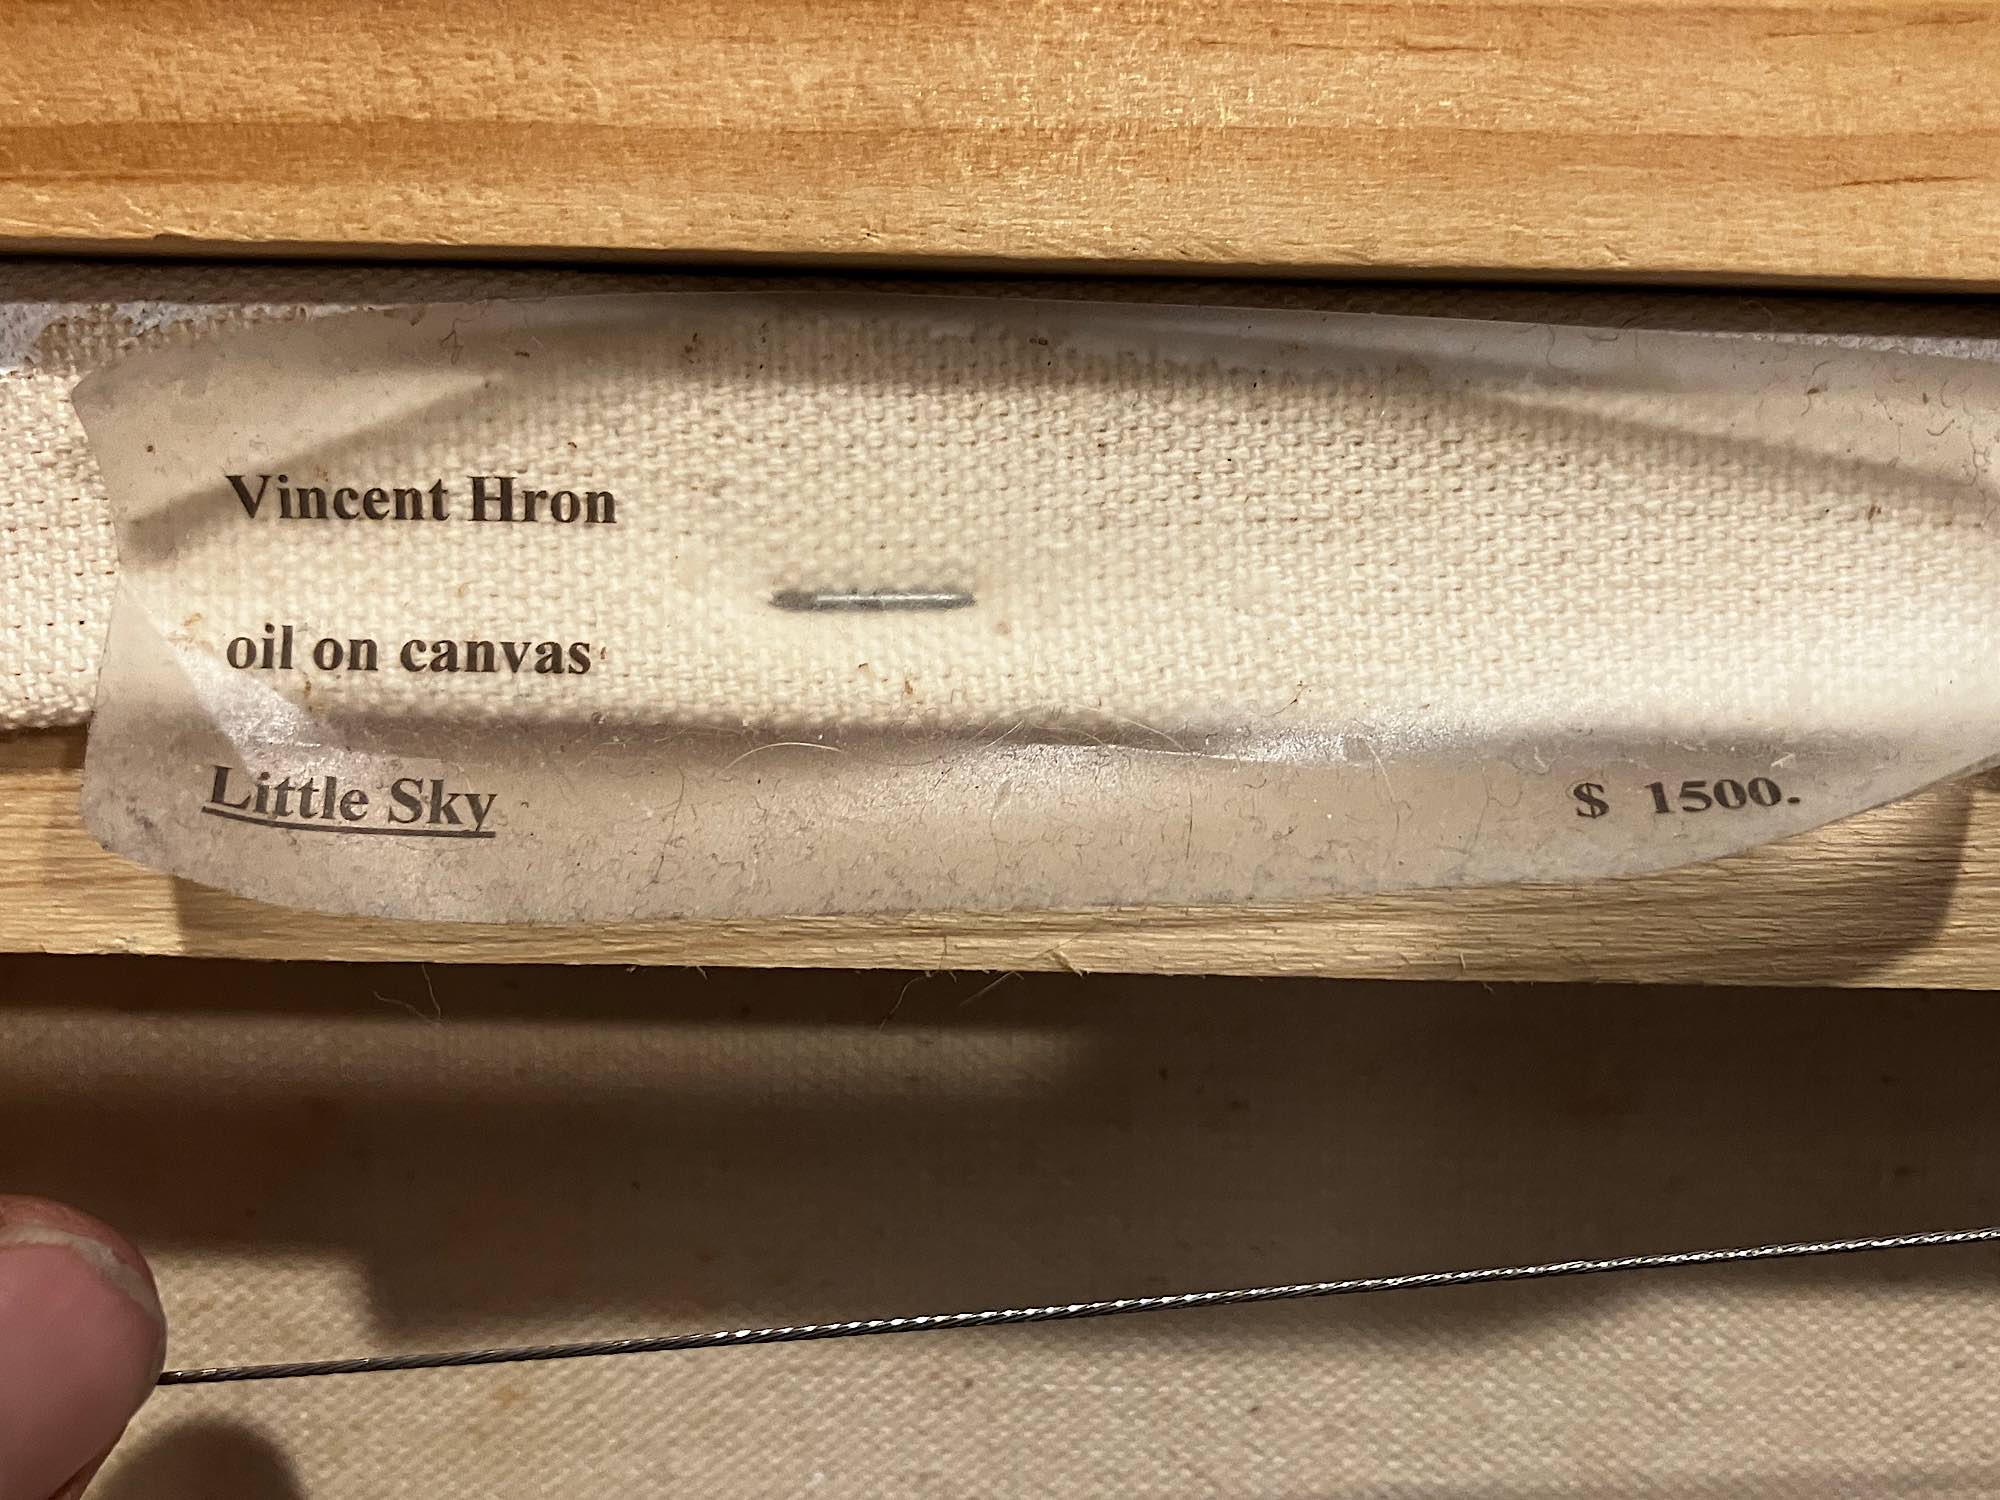 Vincent Hron
oil on canvas
Little Sky $ 1500.